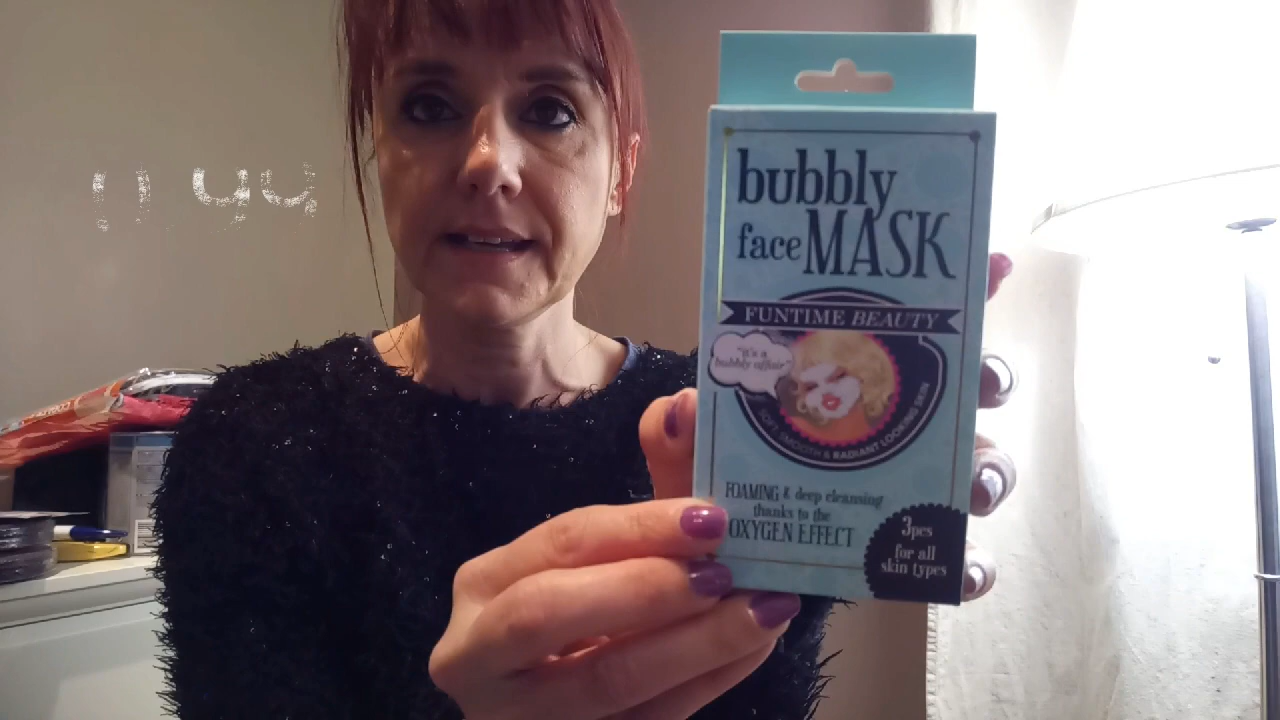 bubbly
face MASK
FUNTIME BEAUTY
"it's a
bubbly affair"
SOFT, SMOOTH & RADIANT LOOKING SKIN
FOAMING & deep cleansing
thanks to the
OXYGEN EFFECT
3pcs
for all
skin types